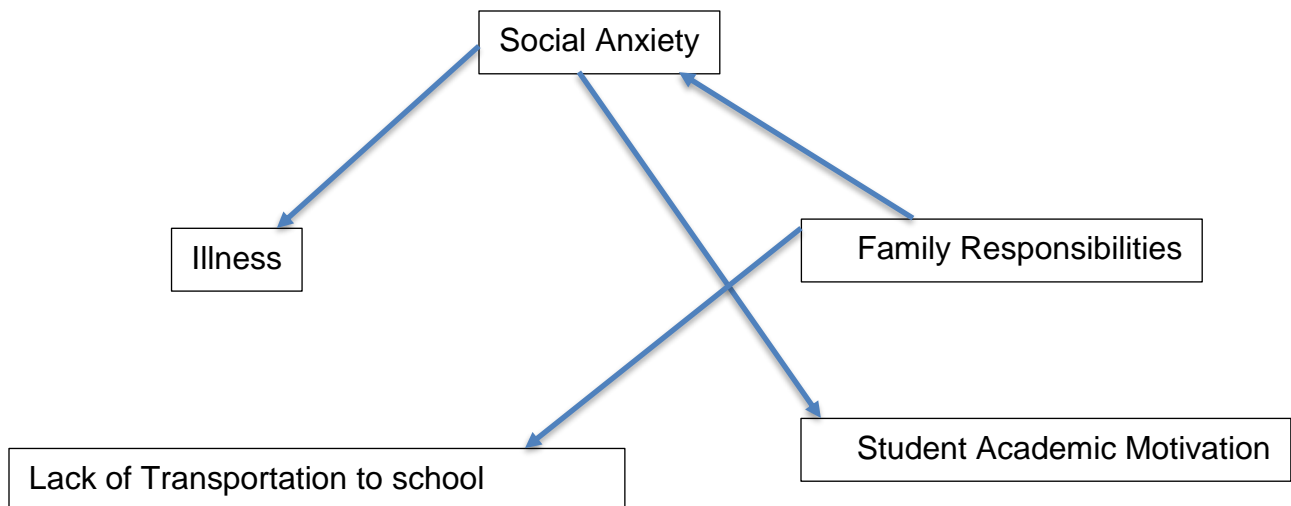 Social Anxiety
Illness
Family Responsibilities
Student Academic Motivation
Lack of Transportation to school